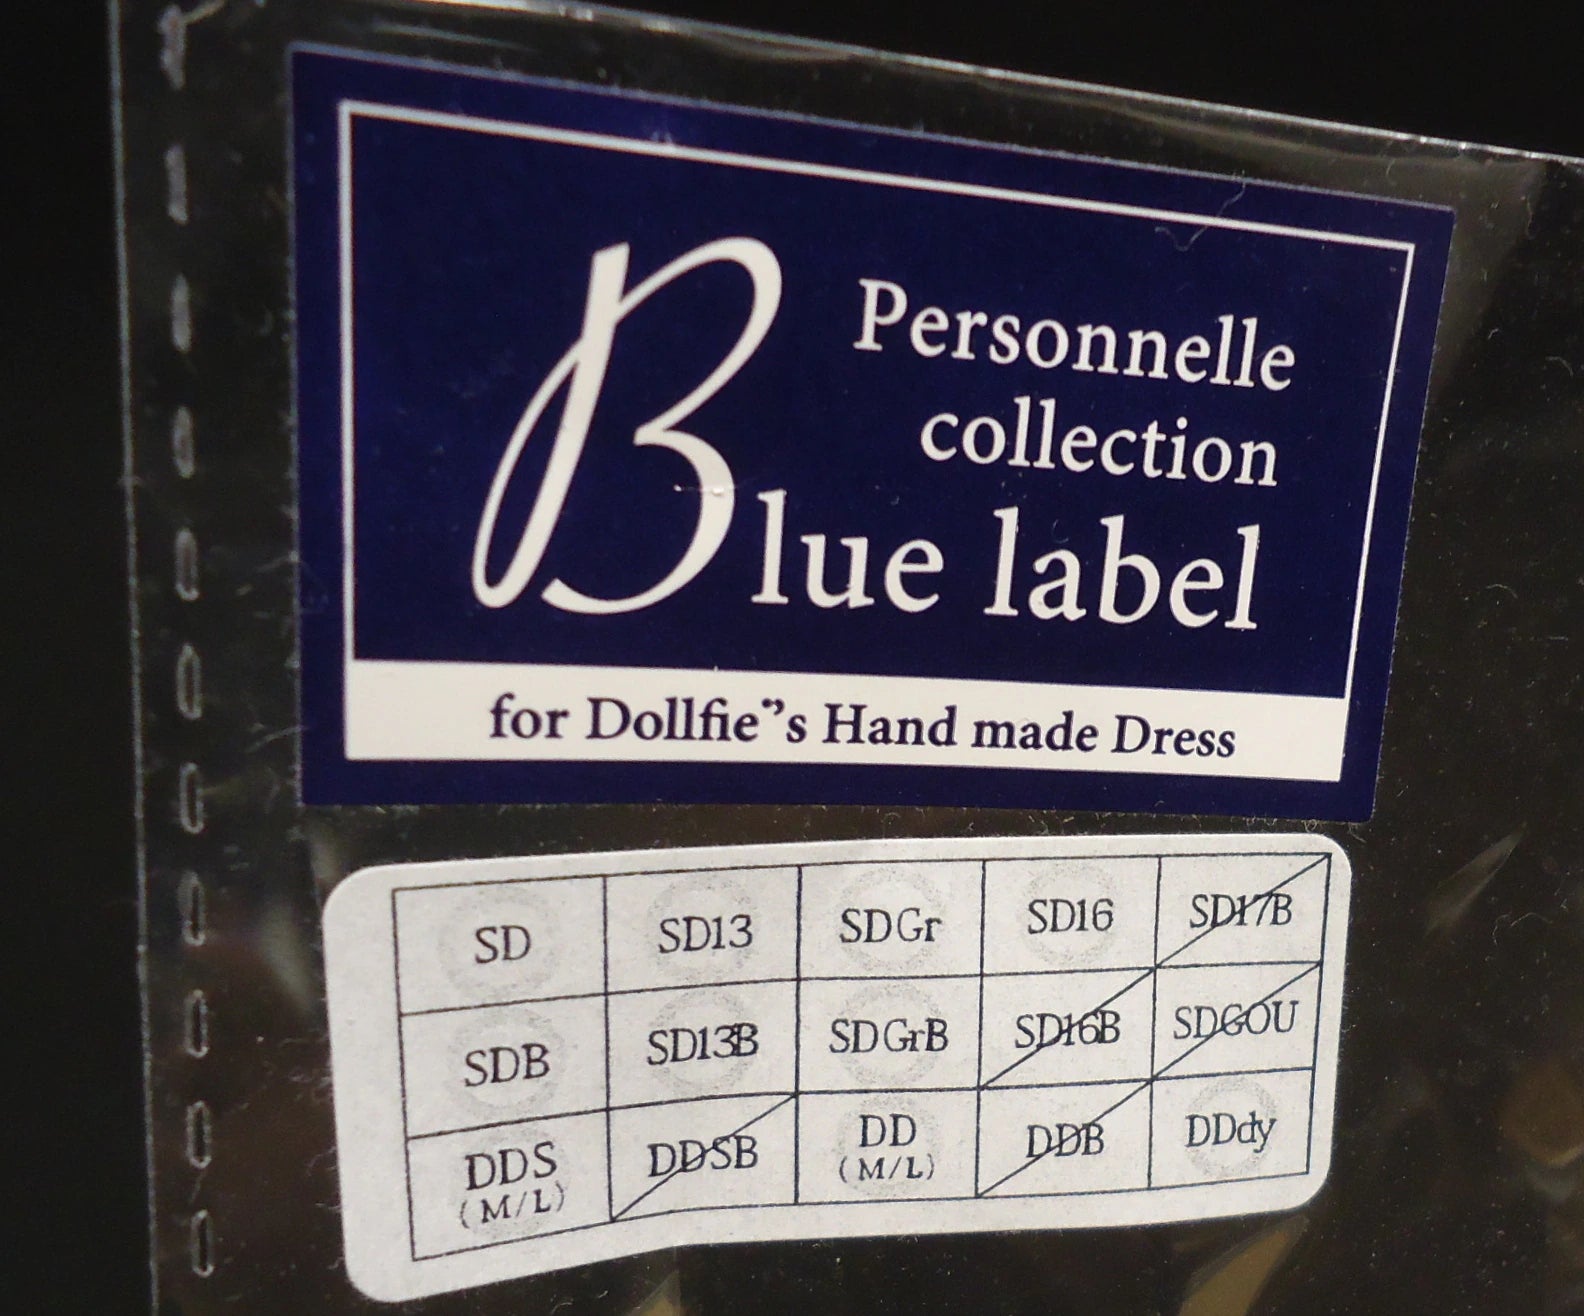 Personnelle
collection
Blue label
for Dollfie"s Hand made Dress
SD SD13 SDGr SD16 SD17B
SDB SD13B SDGrB SD16B SDGOU
DDS (M/L) DDSB DD (M/L) DDB DDdy